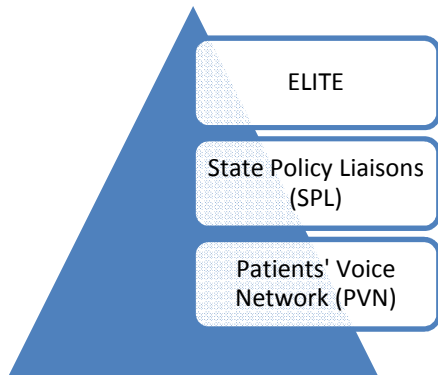 ELITE
State Policy Liaisons
(SPL)
Patients' Voice
Network (PVN)